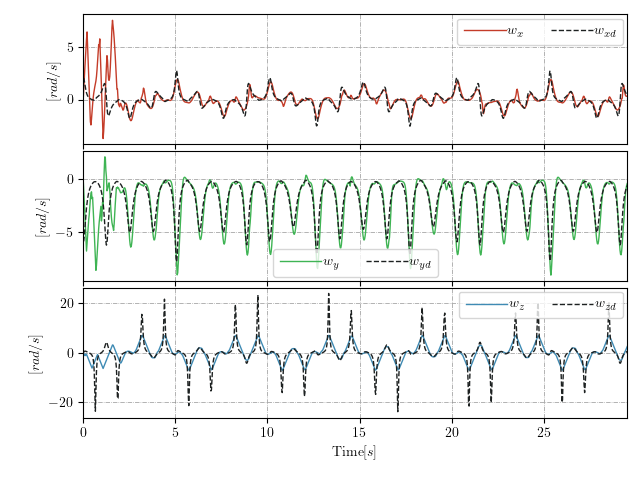 5
0
[rad/s]
w_x w_xd
0
−5
[rad/s]
w_y w_yd
20
0
−20
[rad/s]
w_z w_zd
0 5 10 15 20 25
Time[s]